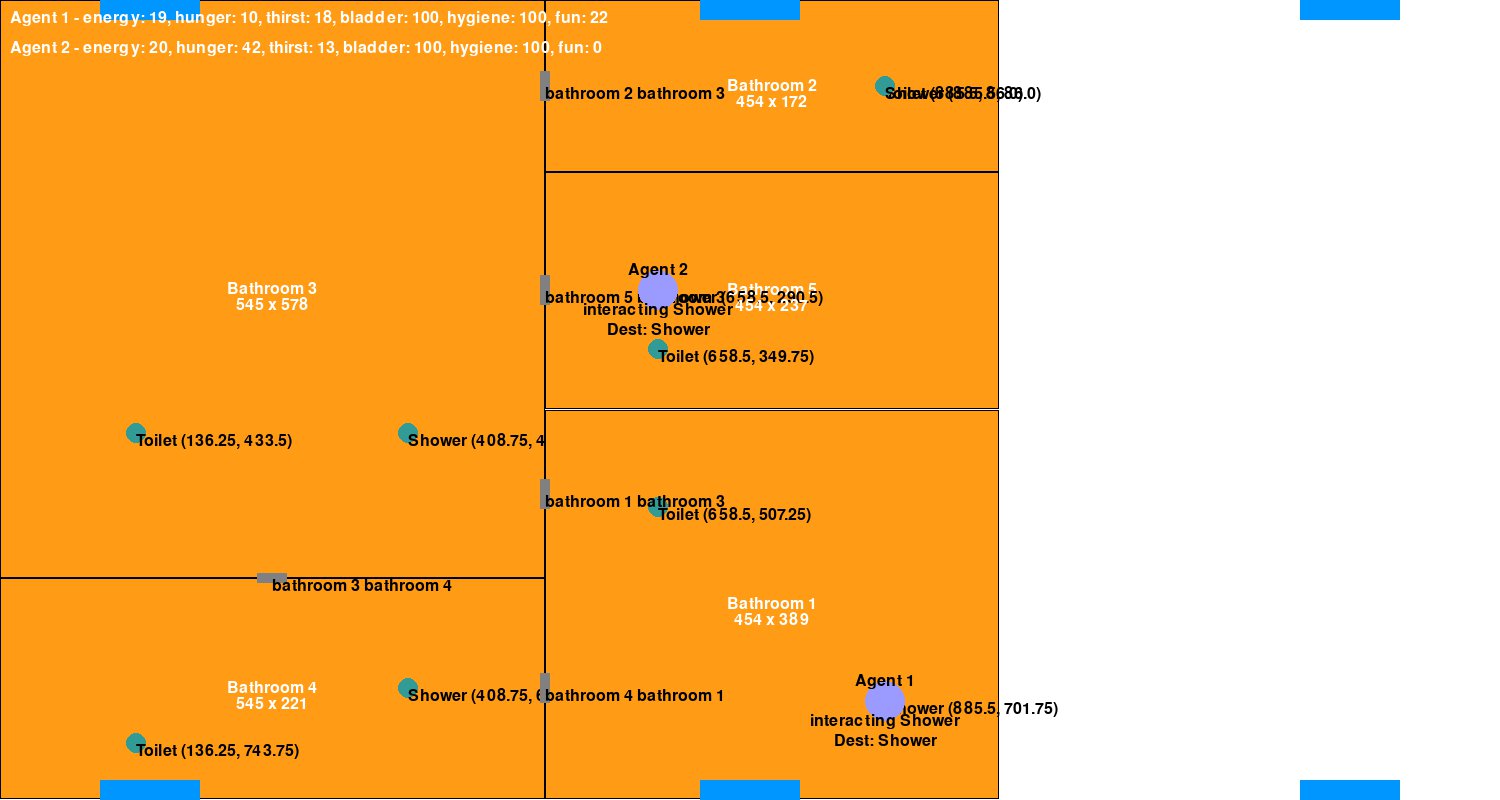 Agent 1 - energy: 19, hunger: 10, thirst: 18, bladder: 100, hygiene: 100, fun: 22
Agent 2 - energy: 20, hunger: 42, thirst: 13, bladder: 100, hygiene: 100, fun: 0
Bathroom 2
454 x 172
bathroom 2 bathroom 3
Agent 2
Bathroom 3
545 x 578
Bathroom 5
454 x 237
bathroom 5
(658.5, 290.5)
interacting Shower
Dest: Shower
Toilet (658.5, 349.75)
Toilet (136.25, 433.5)
Shower (408.75, 4
bathroom 1 bathroom 3
Toilet (658.5, 507.25)
bathroom 3 bathroom 4
Bathroom 1
454 x 389
Bathroom 4
545 x 221
Agent 1
Shower (408.75,
bathroom 4 bathroom 1
(885.5, 701.75)
interacting Shower
Dest: Shower
Toilet (136.25, 743.75)